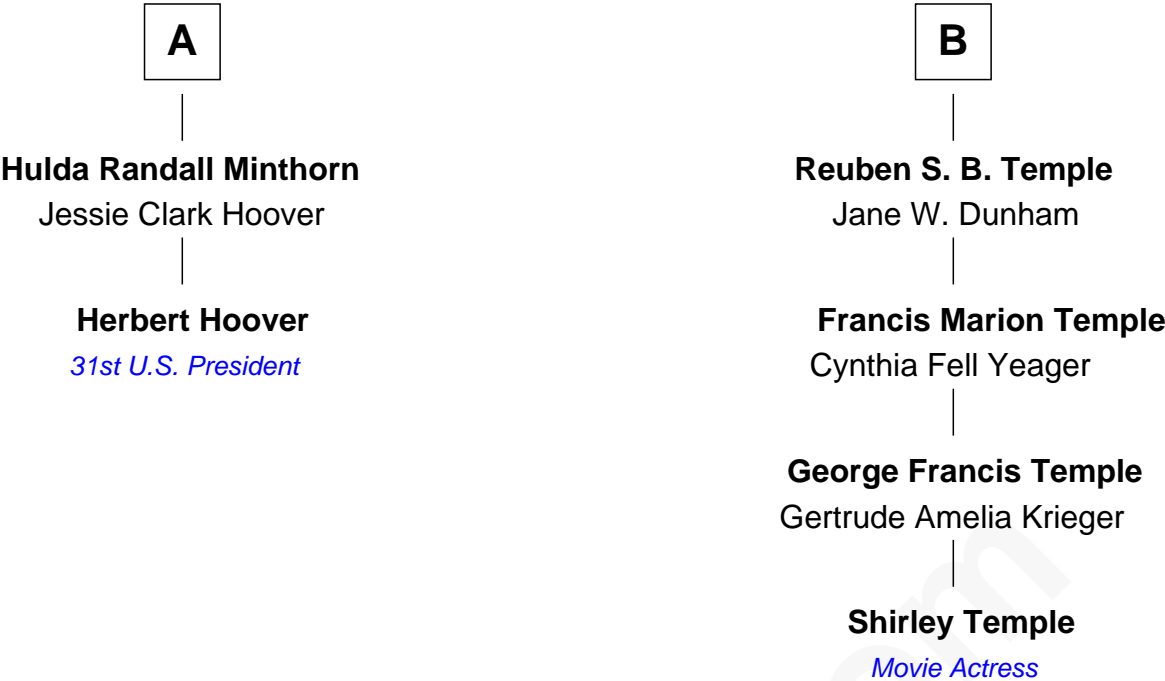 A
Hulda Randall Minthorn
Jessie Clark Hoover
Herbert Hoover
31st U.S. President
B
Reuben S. B. Temple
Jane W. Dunham
Francis Marion Temple
Cynthia Fell Yeager
George Francis Temple
Gertrude Amelia Krieger
Shirley Temple
Movie Actress